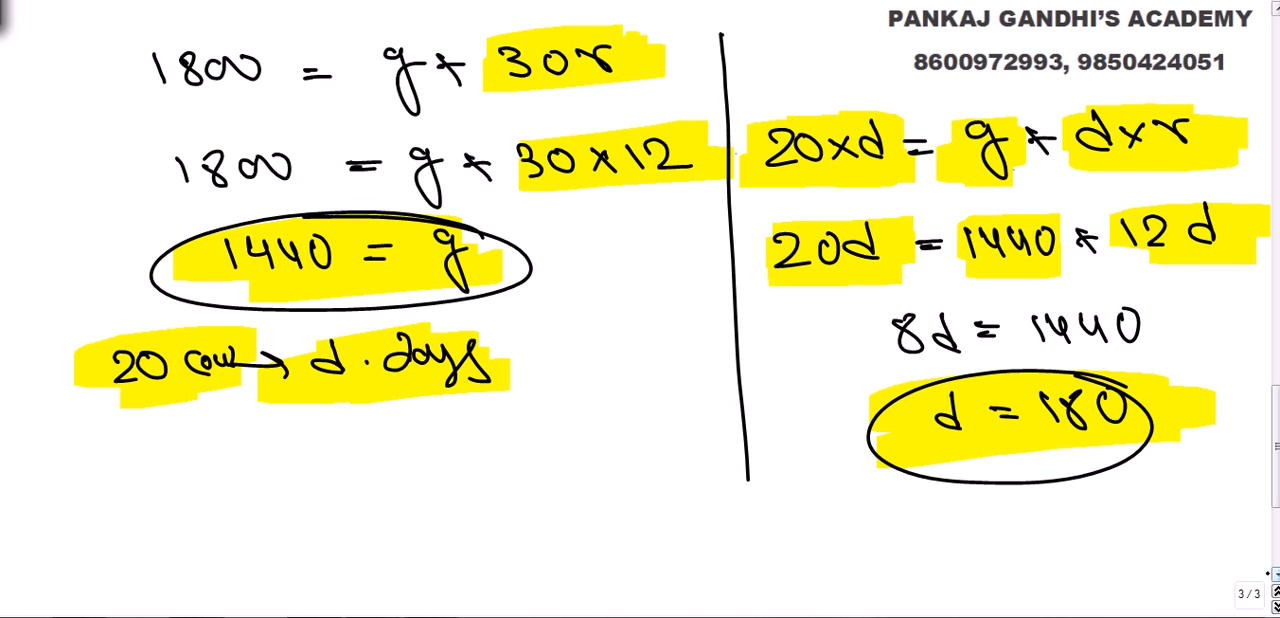 PANKAJ GANDHI'S ACADEMY
8600972993, 9850424051
1800 = g + 30r
1800 = g + 30 × 12
1440 = g
20 cow → d. days
20×d = g + d×r
20d = 1440 + 12d
8d = 1440
d = 180
3 / 3